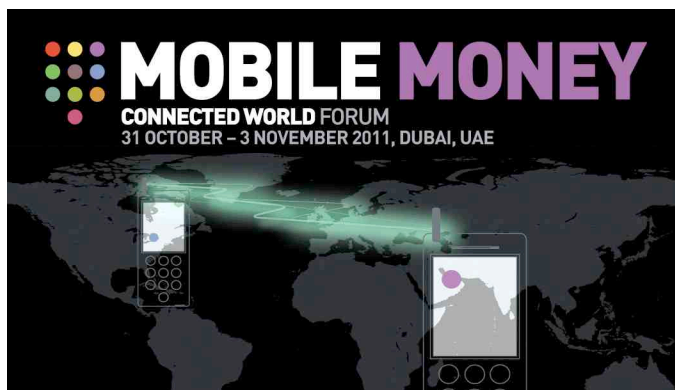 MOBILE MONEY
CONNECTED WORLD FORUM
31 OCTOBER – 3 NOVEMBER 2011, DUBAI, UAE